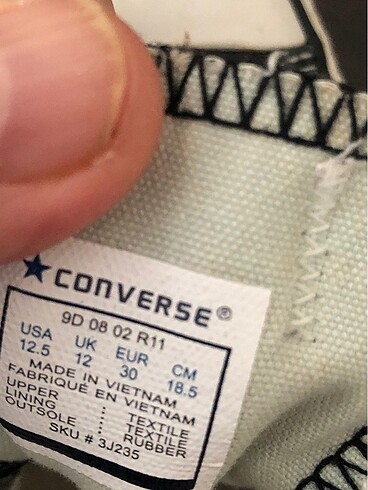 CONVERSE®
9D 08 02 R11
USA UK EUR CM
12.5 12 30 18.5
MADE IN VIETNAM
FABRIQUÉ EN VIETNAM
UPPER : TEXTILE
LINING : TEXTILE
OUTSOLE : RUBBER
SKU # 3J235